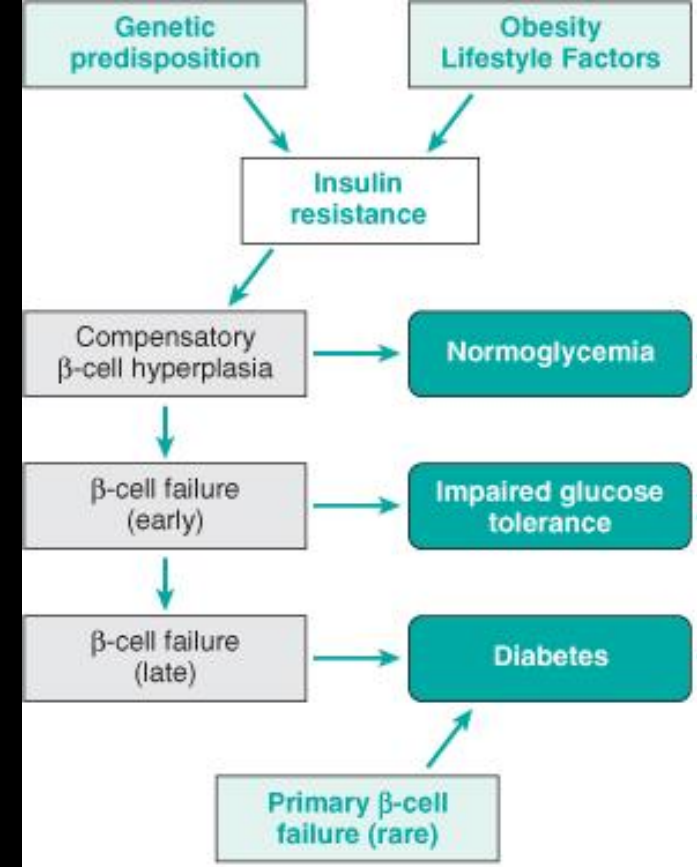 Genetic
predisposition
Obesity
Lifestyle Factors
Insulin
resistance
Compensatory
β-cell hyperplasia
Normoglycemia
β-cell failure
(early)
Impaired glucose
tolerance
β-cell failure
(late)
Diabetes
Primary β-cell
failure (rare)